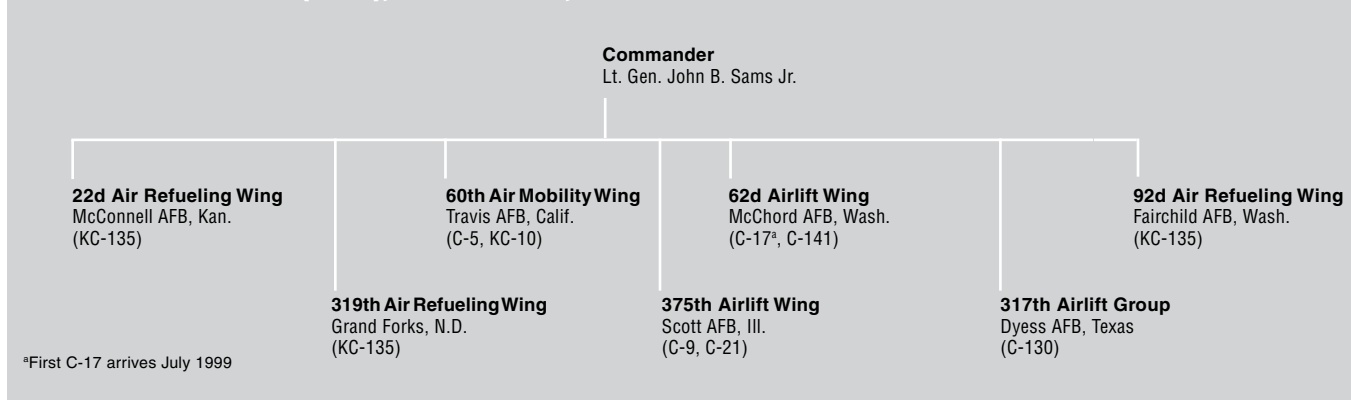 Commander
Lt. Gen. John B. Sams Jr.
22d Air Refueling Wing
McConnell AFB, Kan.
(KC-135)
60th Air Mobility Wing
Travis AFB, Calif.
(C-5, KC-10)
62d Airlift Wing
McChord AFB, Wash.
(C-17ᵃ, C-141)
92d Air Refueling Wing
Fairchild AFB, Wash.
(KC-135)
319th Air Refueling Wing
Grand Forks, N.D.
(KC-135)
375th Airlift Wing
Scott AFB, Ill.
(C-9, C-21)
317th Airlift Group
Dyess AFB, Texas
(C-130)
ᵃFirst C-17 arrives July 1999